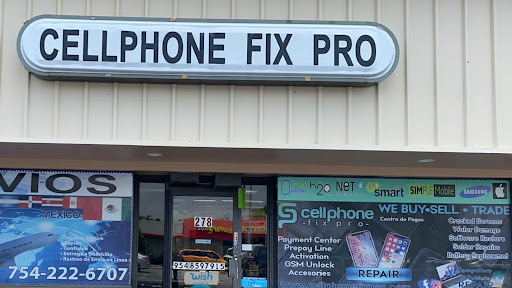 CELLPHONE FIX PRO
VIOS
MEXICO
754-222-6707
278
9548597915
wish
h2o
NET
smart
SIMPLE Mobile
SAMSUNG
cellphone
-fix pro-
WE BUY•SELL•TRADE
Centro de Pagos
Payment Center
Prepay Line
Activation
GSM Unlock
Accesories
REPAIR
Cracked Screens
Water Damage
Software Restore
Solder Repairs
Battery Replacement